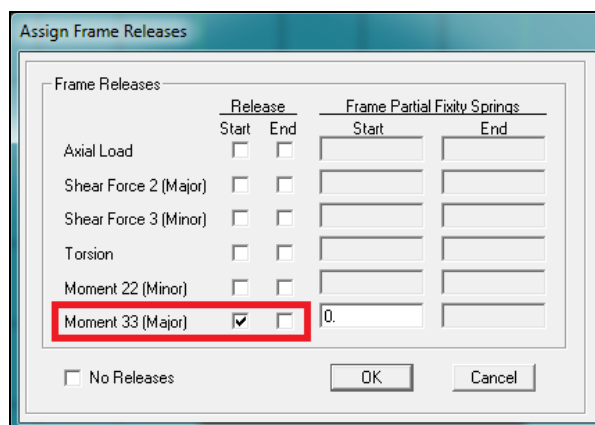 Assign Frame Releases
Frame Releases
Release Frame Partial Fixity Springs
Start End Start End
Axial Load
Shear Force 2 (Major)
Shear Force 3 (Minor)
Torsion
Moment 22 (Minor)
Moment 33 (Major) 0.
No Releases OK Cancel